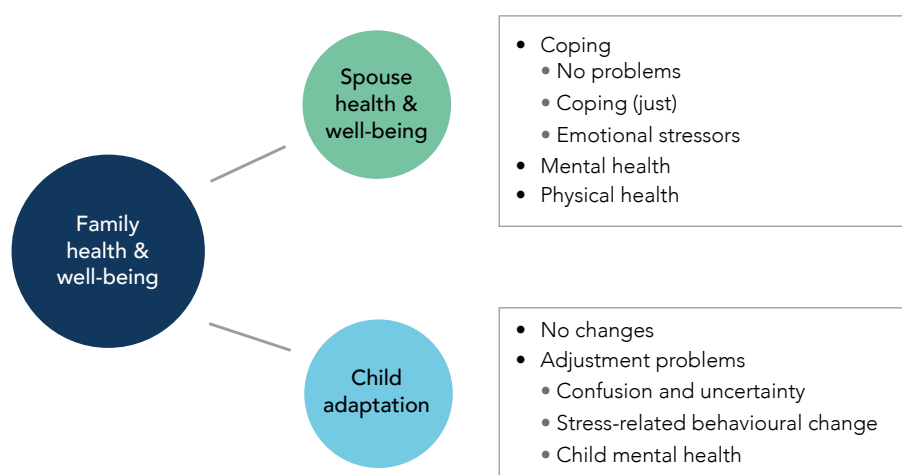 Family
health &
well-being
Spouse
health &
well-being
• Coping
• No problems
• Coping (just)
• Emotional stressors
• Mental health
• Physical health
Child
adaptation
• No changes
• Adjustment problems
• Confusion and uncertainty
• Stress-related behavioural change
• Child mental health